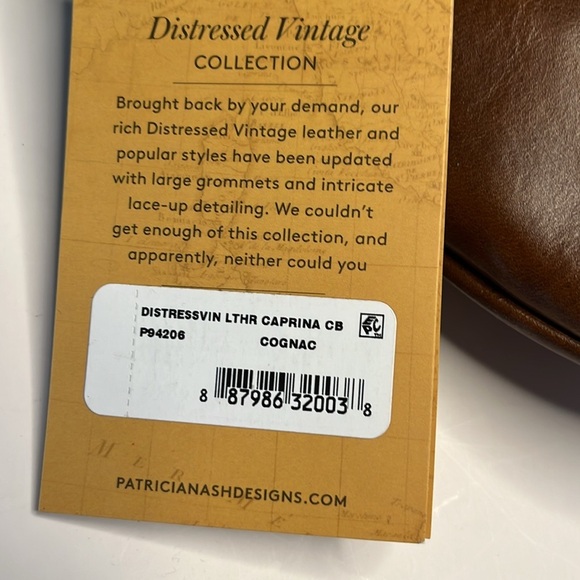 Distressed Vintage
COLLECTION
Brought back by your demand, our
rich Distressed Vintage leather and
popular styles have been updated
with large grommets and intricate
lace-up detailing. We couldn't
get enough of this collection, and
apparently, neither could you
DISTRESSVIN LTHR CAPRINA CB
P94206 COGNAC
8 87986 32003 8
PATRICIANASHDESIGNS.COM